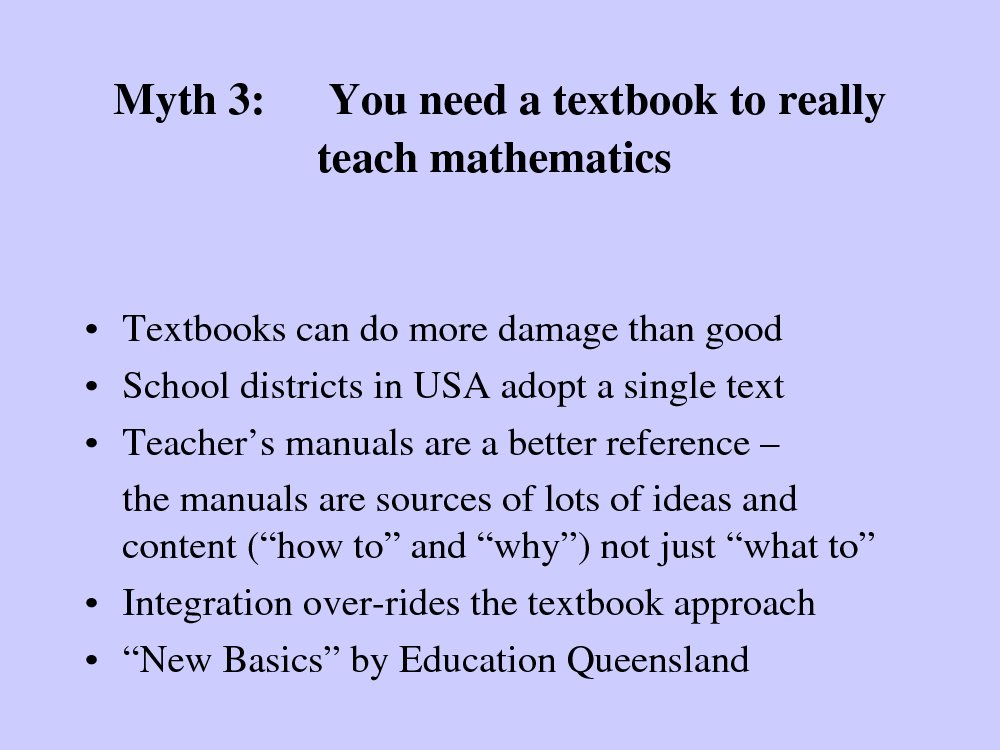 Myth 3: You need a textbook to really
teach mathematics
• Textbooks can do more damage than good
• School districts in USA adopt a single text
• Teacher’s manuals are a better reference –
the manuals are sources of lots of ideas and
content (“how to” and “why”) not just “what to”
• Integration over-rides the textbook approach
• “New Basics” by Education Queensland